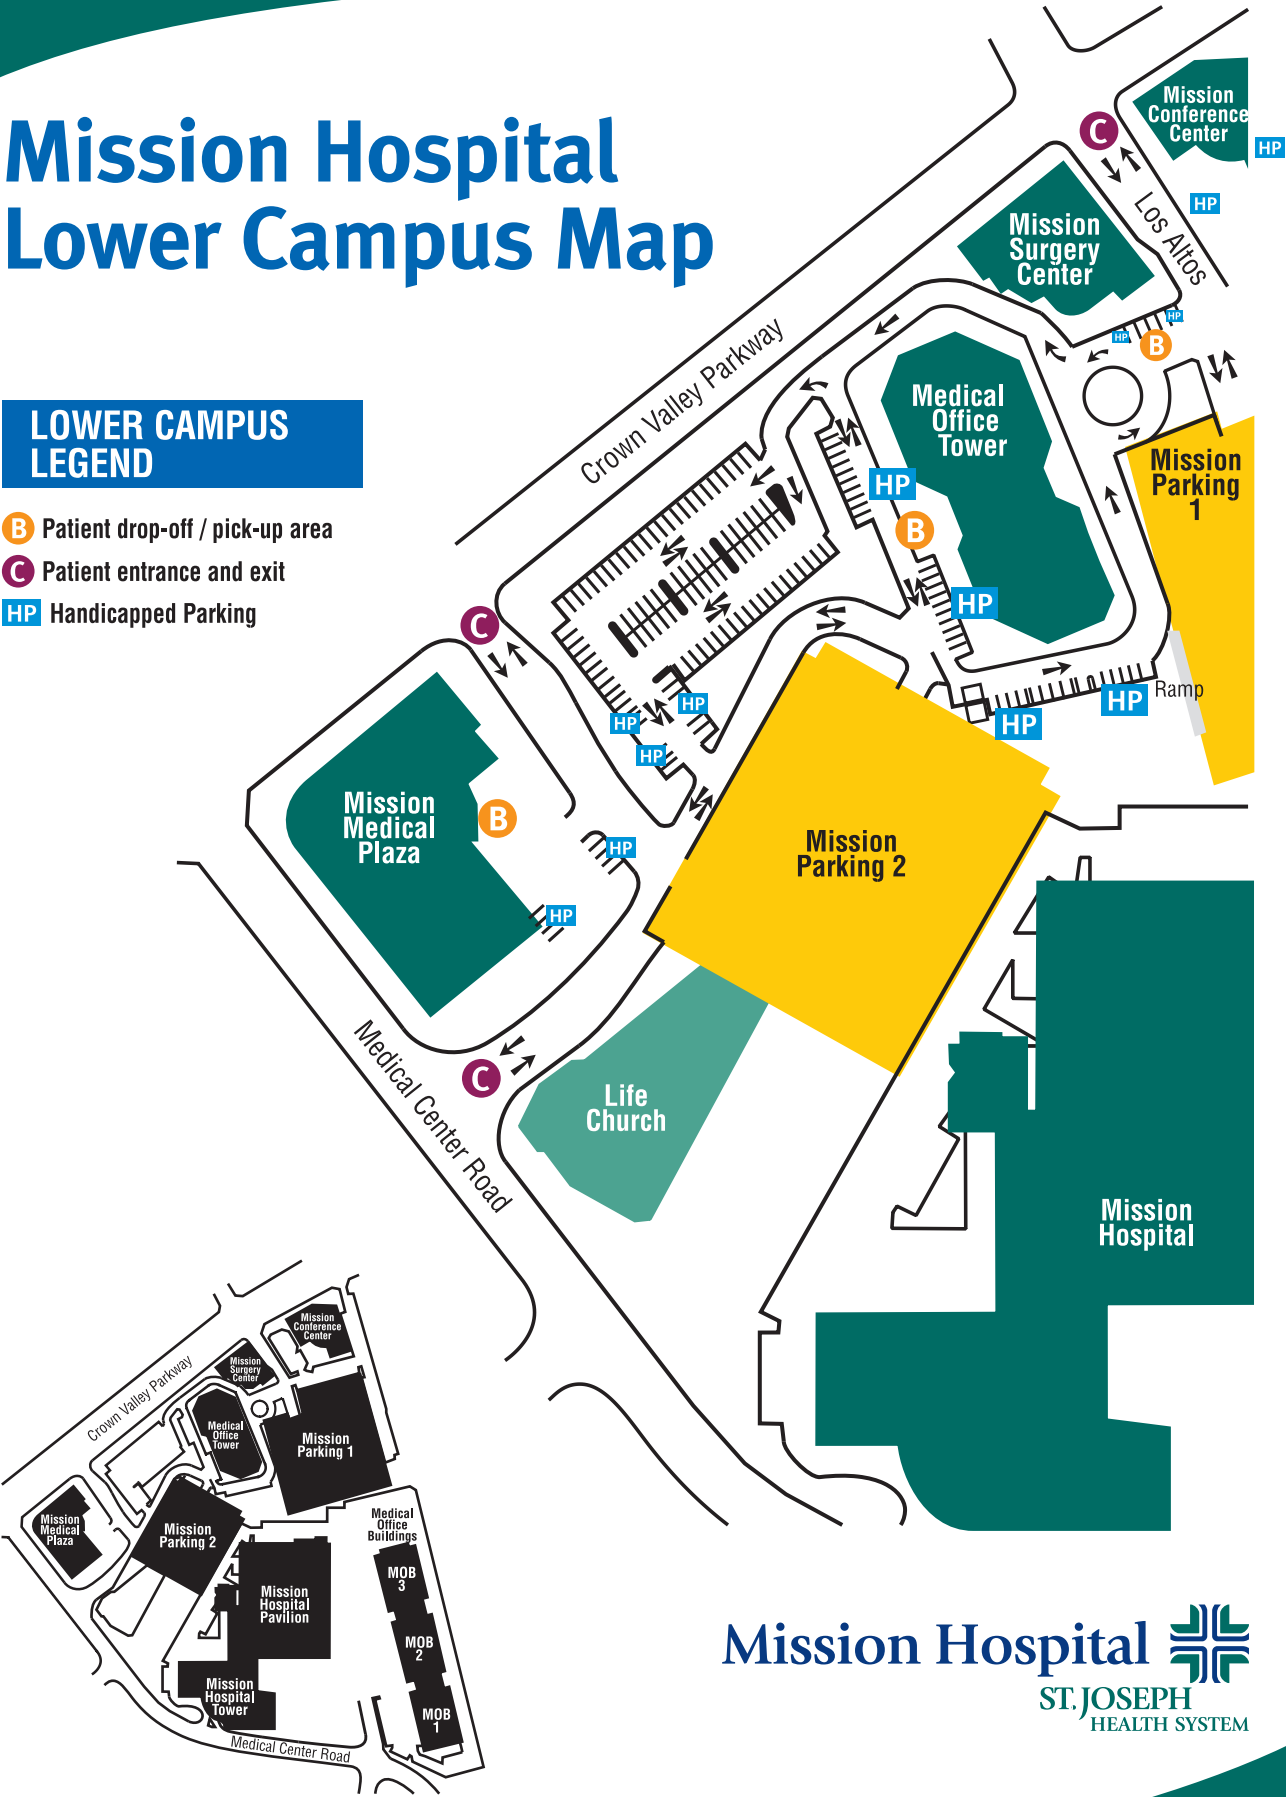 Mission Hospital
Lower Campus Map
LOWER CAMPUS
LEGEND
B Patient drop-off / pick-up area
C Patient entrance and exit
HP Handicapped Parking
Mission
Conference
Center
C
HP
HP
Los Altos
Mission
Surgery
Center
HP
HP
B
Crown Valley Parkway
Medical
Office
Tower
HP
B
HP
Mission
Parking
1
C
HP
HP
HP
HP
HP
Ramp
Mission
Medical
Plaza
B
HP
HP
Mission
Parking 2
Medical Center Road
C
Life
Church
Mission
Hospital
Crown Valley Parkway
Mission
Conference
Center
Mission
Surgery
Center
Medical
Office
Tower
Mission
Parking 1
Mission
Medical
Plaza
Mission
Parking 2
Medical
Office
Buildings
MOB
3
Mission
Hospital
Pavilion
MOB
2
Mission
Hospital
Tower
MOB
1
Medical Center Road
Mission Hospital
ST. JOSEPH
HEALTH SYSTEM